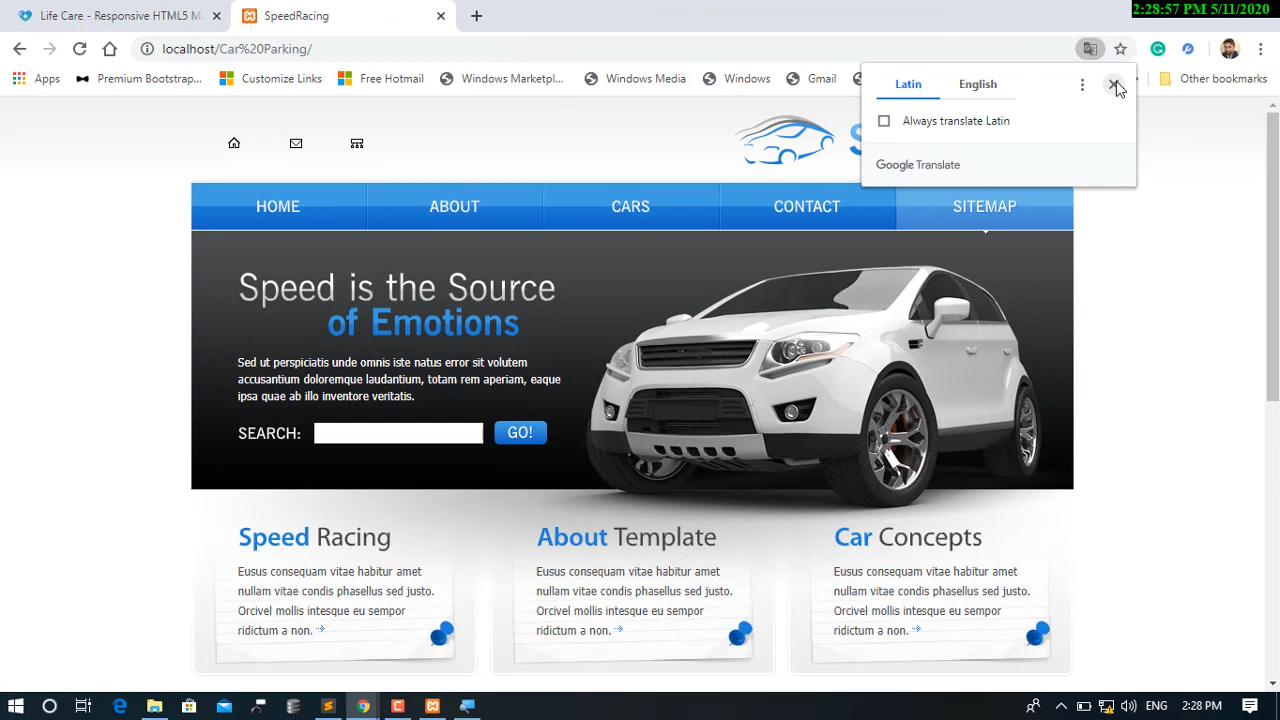 2:28:57 PM 5/11/2020
Life Care - Responsive HTML5 M
SpeedRacing
localhost/Car%20Parking/
Apps
Premium Bootstrap...
Customize Links
Free Hotmail
Windows Marketpl...
Windows Media
Windows
Gmail
Other bookmarks
Latin
English
Always translate Latin
Google Translate
HOME
ABOUT
CARS
CONTACT
SITEMAP
Speed is the Source
of Emotions
Sed ut perspiciatis unde omnis iste natus error sit volutem
accusantium doloremque laudantium, totam rem aperiam, eaque
ipsa quae ab illo inventore veritatis.
SEARCH:
GO!
Speed Racing
Eusus consequam vitae habitur amet
nullam vitae condis phasellus sed justo.
Orcivel mollis intesque eu sempor
ridictum a non.
About Template
Eusus consequam vitae habitur amet
nullam vitae condis phasellus sed justo.
Orcivel mollis intesque eu sempor
ridictum a non.
Car Concepts
Eusus consequam vitae habitur amet
nullam vitae condis phasellus sed justo.
Orcivel mollis intesque eu sempor
ridictum a non.
ENG
2:28 PM